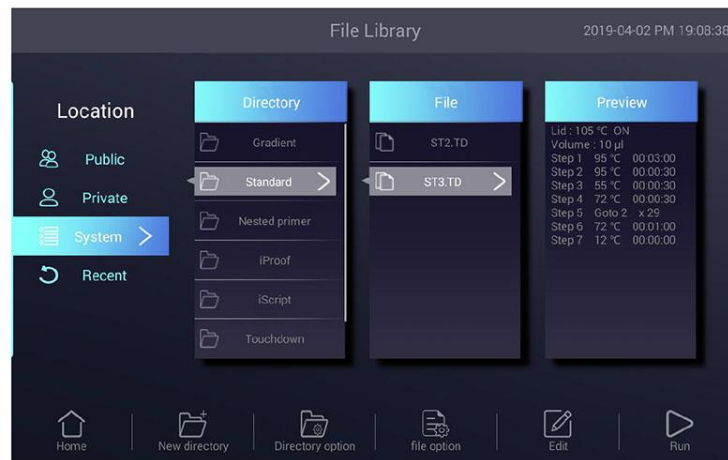 File Library
2019-04-02 PM 19:08:38
Location
Public
Private
System
Recent
Directory
Gradient
Standard
Nested primer
iProof
iScript
Touchdown
File
ST2.TD
ST3.TD
Preview
Lid : 105 °C ON
Volume : 10 µl
Step 1 95 °C 00:03:00
Step 2 95 °C 00:00:30
Step 3 55 °C 00:00:30
Step 4 72 °C 00:00:30
Step 5 Goto 2 x 29
Step 6 72 °C 00:01:00
Step 7 12 °C 00:00:00
Home
New directory
Directory option
file option
Edit
Run